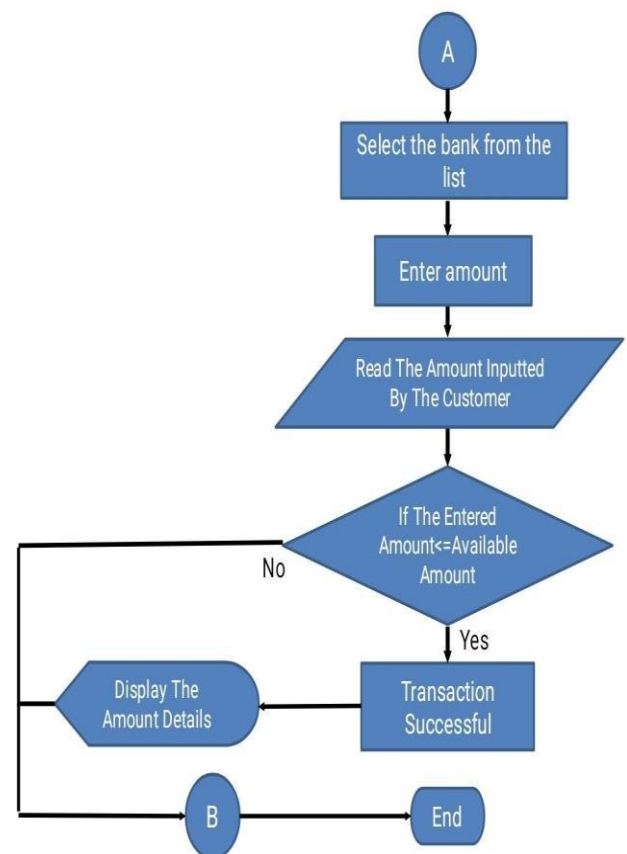 A
Select the bank from the
list
Enter amount
Read The Amount Inputted
By The Customer
If The Entered
Amount<=Available
Amount
No
Yes
Display The
Amount Details
Transaction
Successful
B
End